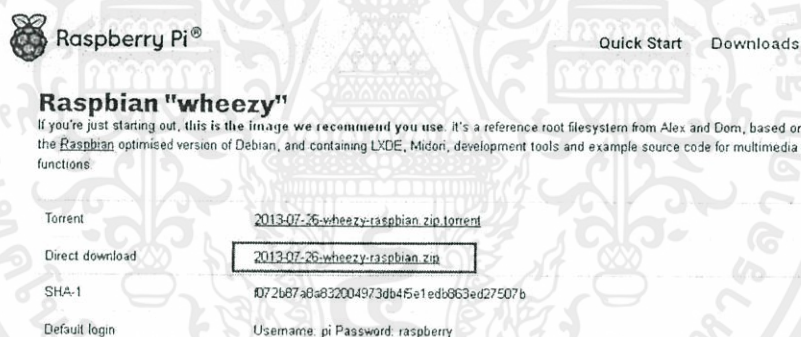 Raspberry Pi®
Quick Start Downloads
Raspbian "wheezy"
If you're just starting out, this is the image we recommend you use. it's a reference root filesystem from Alex and Dom, based or
the Raspbian optimised version of Debian, and containing LXDE, Midori, development tools and example source code for multimedia
functions
Torrent 2013-07-26-wheezy-raspbian.zip.torrent
Direct download 2013-07-26-wheezy-raspbian.zip
SHA-1
Default login Username: pi Password: raspberry